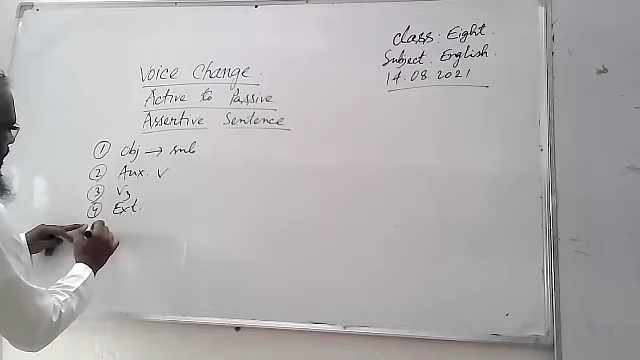 class: Eight.
Subject. English.
14.08.2021
Voice Change.
Active to Passive
Assertive Sentence
① Obj → sub
② Aux. V
③ V3
④ Ext.